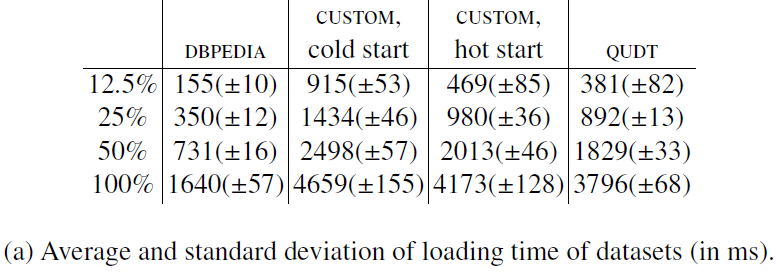 DBPEDIA | CUSTOM, cold start | CUSTOM, hot start | QUDT
12.5% | 155(±10) | 915(±53) | 469(±85) | 381(±82)
25% | 350(±12) | 1434(±46) | 980(±36) | 892(±13)
50% | 731(±16) | 2498(±57) | 2013(±46) | 1829(±33)
100% | 1640(±57) | 4659(±155) | 4173(±128) | 3796(±68)
(a) Average and standard deviation of loading time of datasets (in ms).